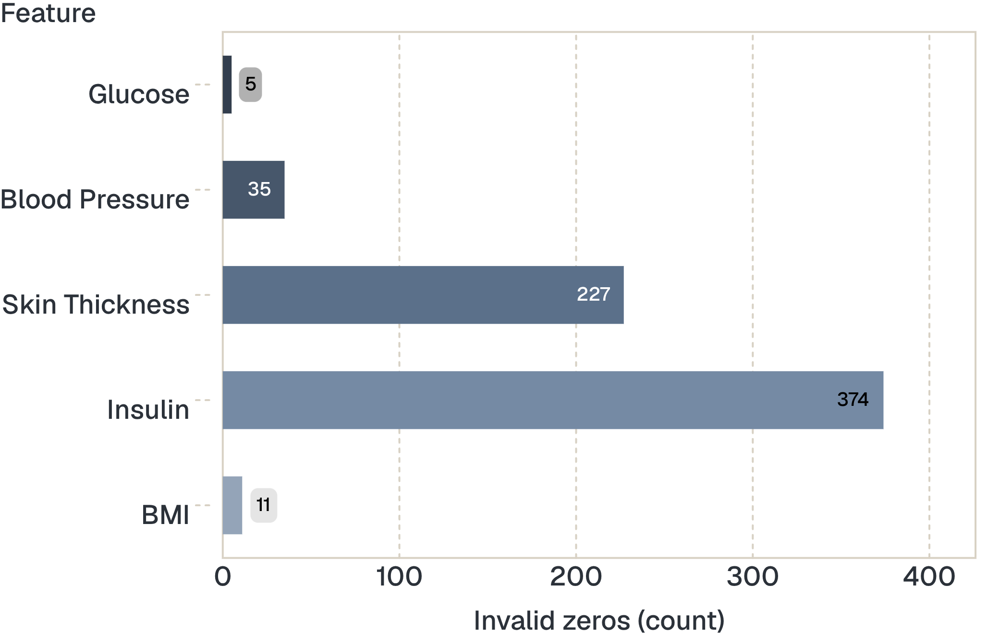 Feature
Glucose
5
Blood Pressure
35
Skin Thickness
227
Insulin
374
BMI
11
0 100 200 300 400
Invalid zeros (count)